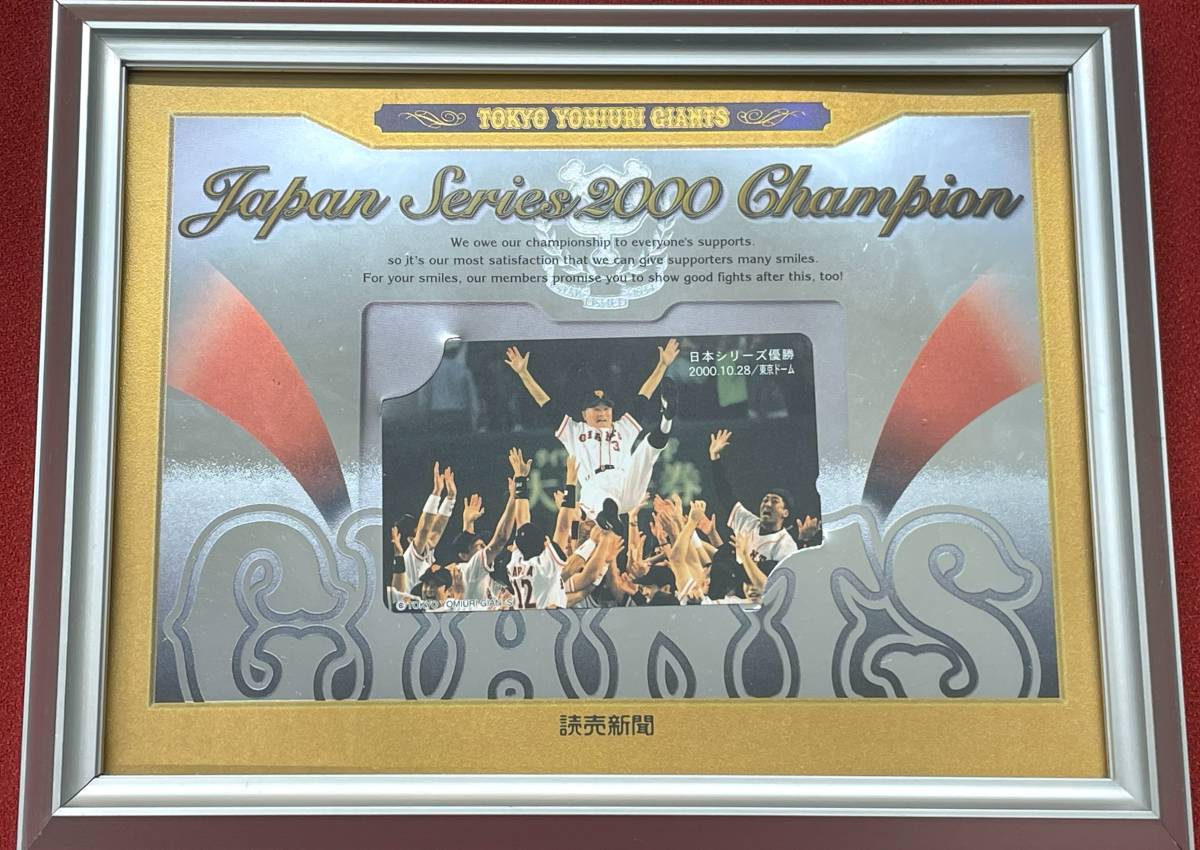 TOKYO YOMIURI GIANTS
Japan Series 2000 Champion
We owe our championship to everyone's supports.
so it's our most satisfaction that we can give supporters many smiles.
For your smiles, our members promise you to show good fights after this, too!
日本シリーズ優勝
2000.10.28/東京ドーム
GIANTS
3
12
© TOKYO YOMIURI GIANTS
GIANTS
読売新聞